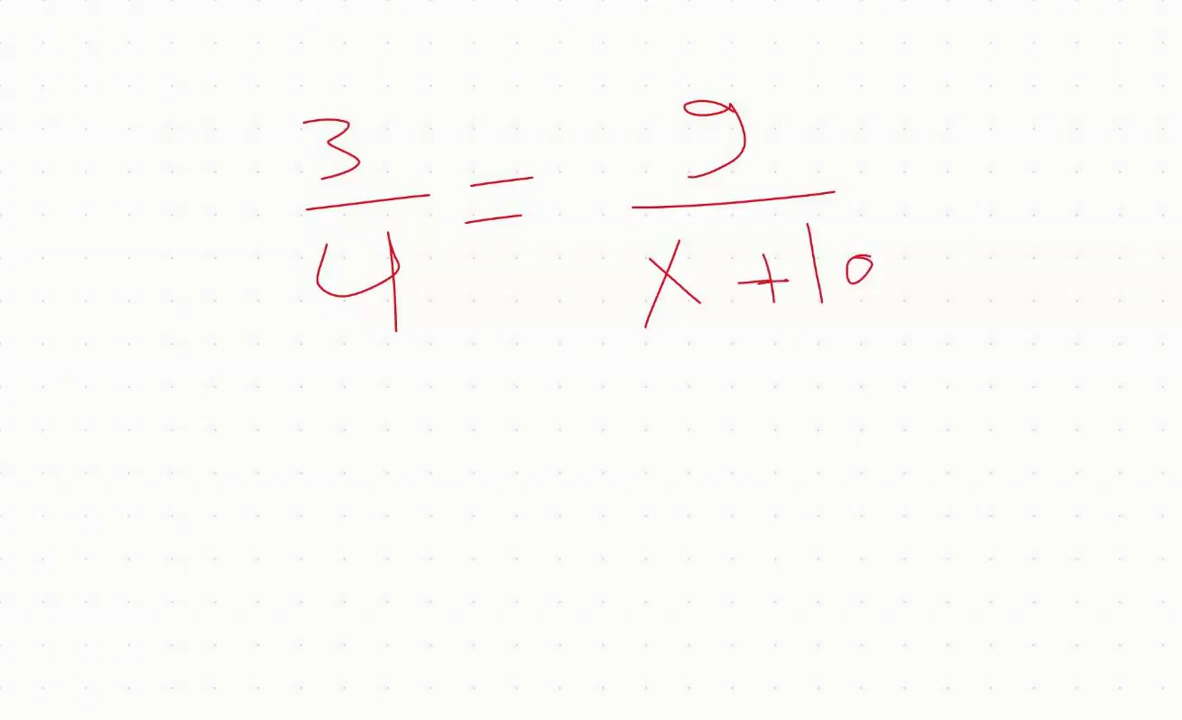 3/4 = 9/(x+10)